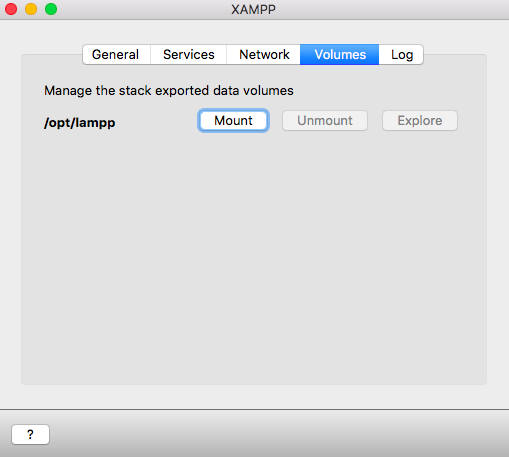 XAMPP
General Services Network Volumes Log
Manage the stack exported data volumes
/opt/lampp Mount Unmount Explore
?